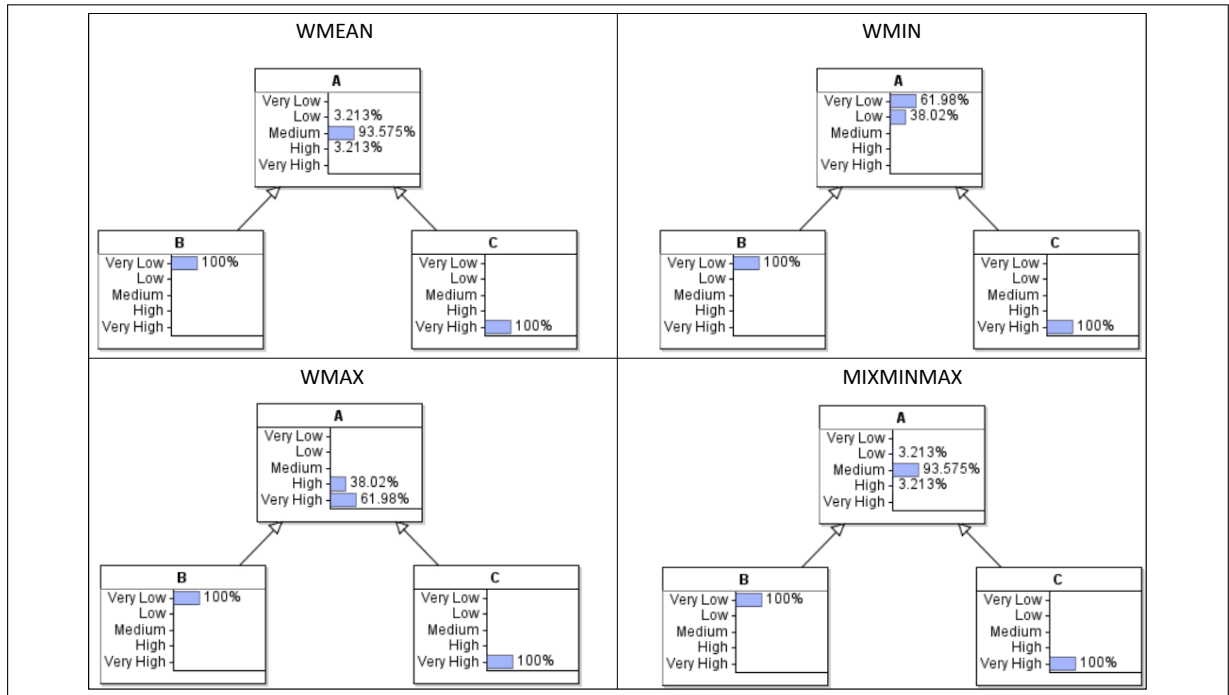 WMEAN
A
Very Low
Low 3.213%
Medium 93.575%
High 3.213%
Very High
B
Very Low 100%
Low
Medium
High
Very High
C
Very Low
Low
Medium
High
Very High 100%
WMIN
A
Very Low 61.98%
Low 38.02%
Medium
High
Very High
B
Very Low 100%
Low
Medium
High
Very High
C
Very Low
Low
Medium
High
Very High 100%
WMAX
A
Very Low
Low
Medium
High 38.02%
Very High 61.98%
B
Very Low 100%
Low
Medium
High
Very High
C
Very Low
Low
Medium
High
Very High 100%
MIXMINMAX
A
Very Low
Low 3.213%
Medium 93.575%
High 3.213%
Very High
B
Very Low 100%
Low
Medium
High
Very High
C
Very Low
Low
Medium
High
Very High 100%